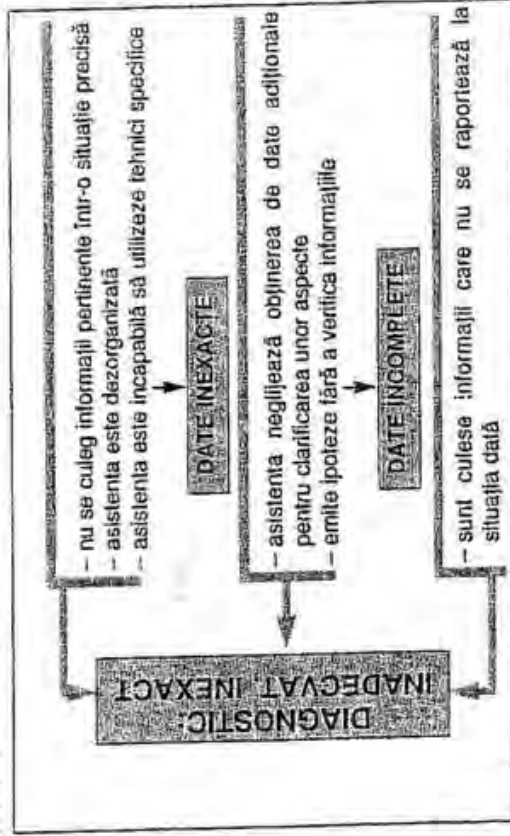 DIAGNOSTIC:
INADECVAT, INEXACT
– nu se culeg informații pertinente într-o situație precisă
– asistenta este dezorganizată
– asistenta este incapabilă să utilizeze tehnici specifice
DATE INEXACTE
– asistenta neglijează obținerea de date adiționale
pentru clarificarea unor aspecte
– emite ipoteze fără a verifica informațiile
DATE INCOMPLETE
– sunt culese informații care nu se raportează la
situația dată